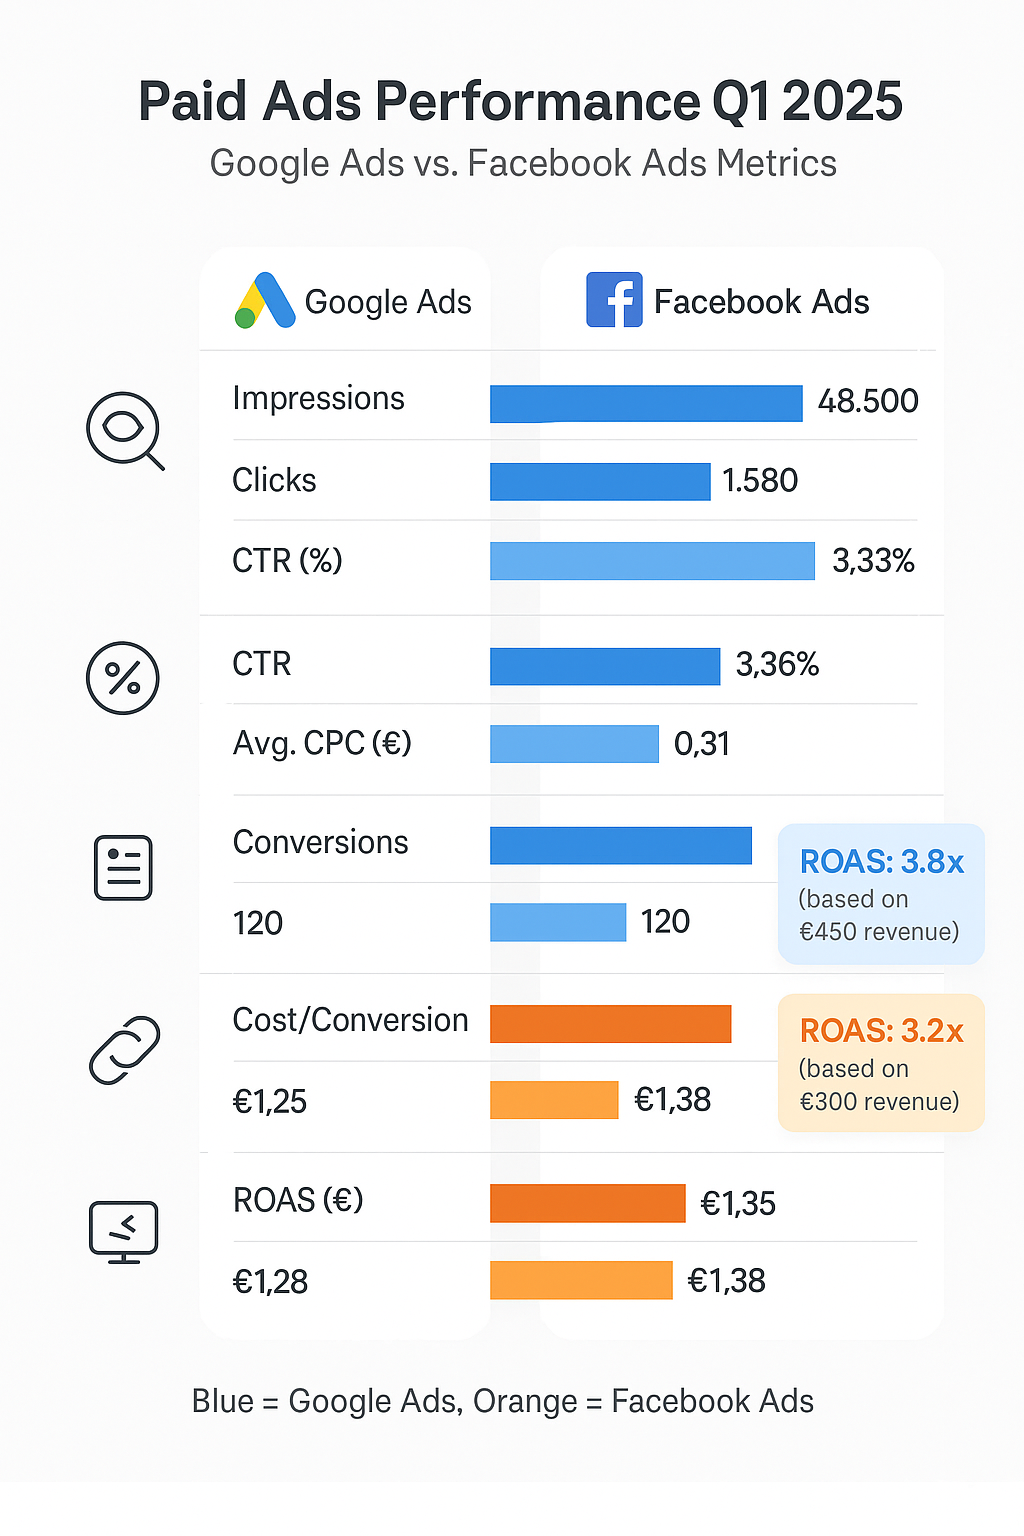 Paid Ads Performance Q1 2025
Google Ads vs. Facebook Ads Metrics
Google Ads
Facebook Ads
Impressions 48.500
Clicks 1.580
CTR (%) 3,33%
CTR 3,36%
Avg. CPC (€) 0,31
Conversions
120 120
ROAS: 3.8x
(based on
€450 revenue)
Cost/Conversion
€1,25 €1,38
ROAS: 3.2x
(based on
€300 revenue)
ROAS (€) €1,35
€1,28 €1,38
Blue = Google Ads, Orange = Facebook Ads